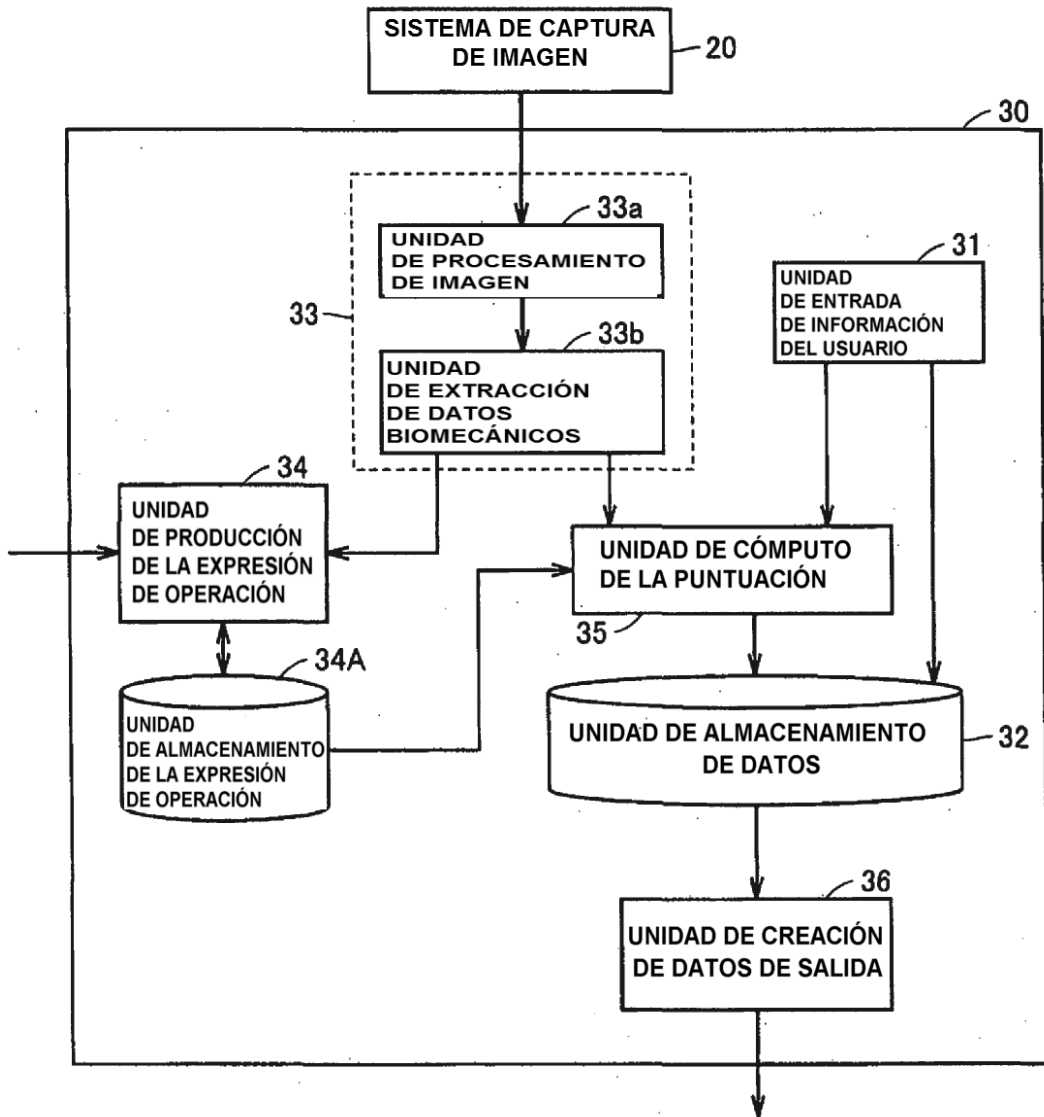 SISTEMA DE CAPTURA
DE IMAGEN
20
30
33a
UNIDAD
DE PROCESAMIENTO
DE IMAGEN
31
UNIDAD
DE ENTRADA
DE INFORMACIÓN
DEL USUARIO
33
33b
UNIDAD
DE EXTRACCIÓN
DE DATOS
BIOMECÁNICOS
34
UNIDAD
DE PRODUCCIÓN
DE LA EXPRESIÓN
DE OPERACIÓN
UNIDAD DE CÓMPUTO
DE LA PUNTUACIÓN
35
34A
UNIDAD
DE ALMACENAMIENTO
DE LA EXPRESIÓN
DE OPERACIÓN
UNIDAD DE ALMACENAMIENTO
DE DATOS
32
36
UNIDAD DE CREACIÓN
DE DATOS DE SALIDA